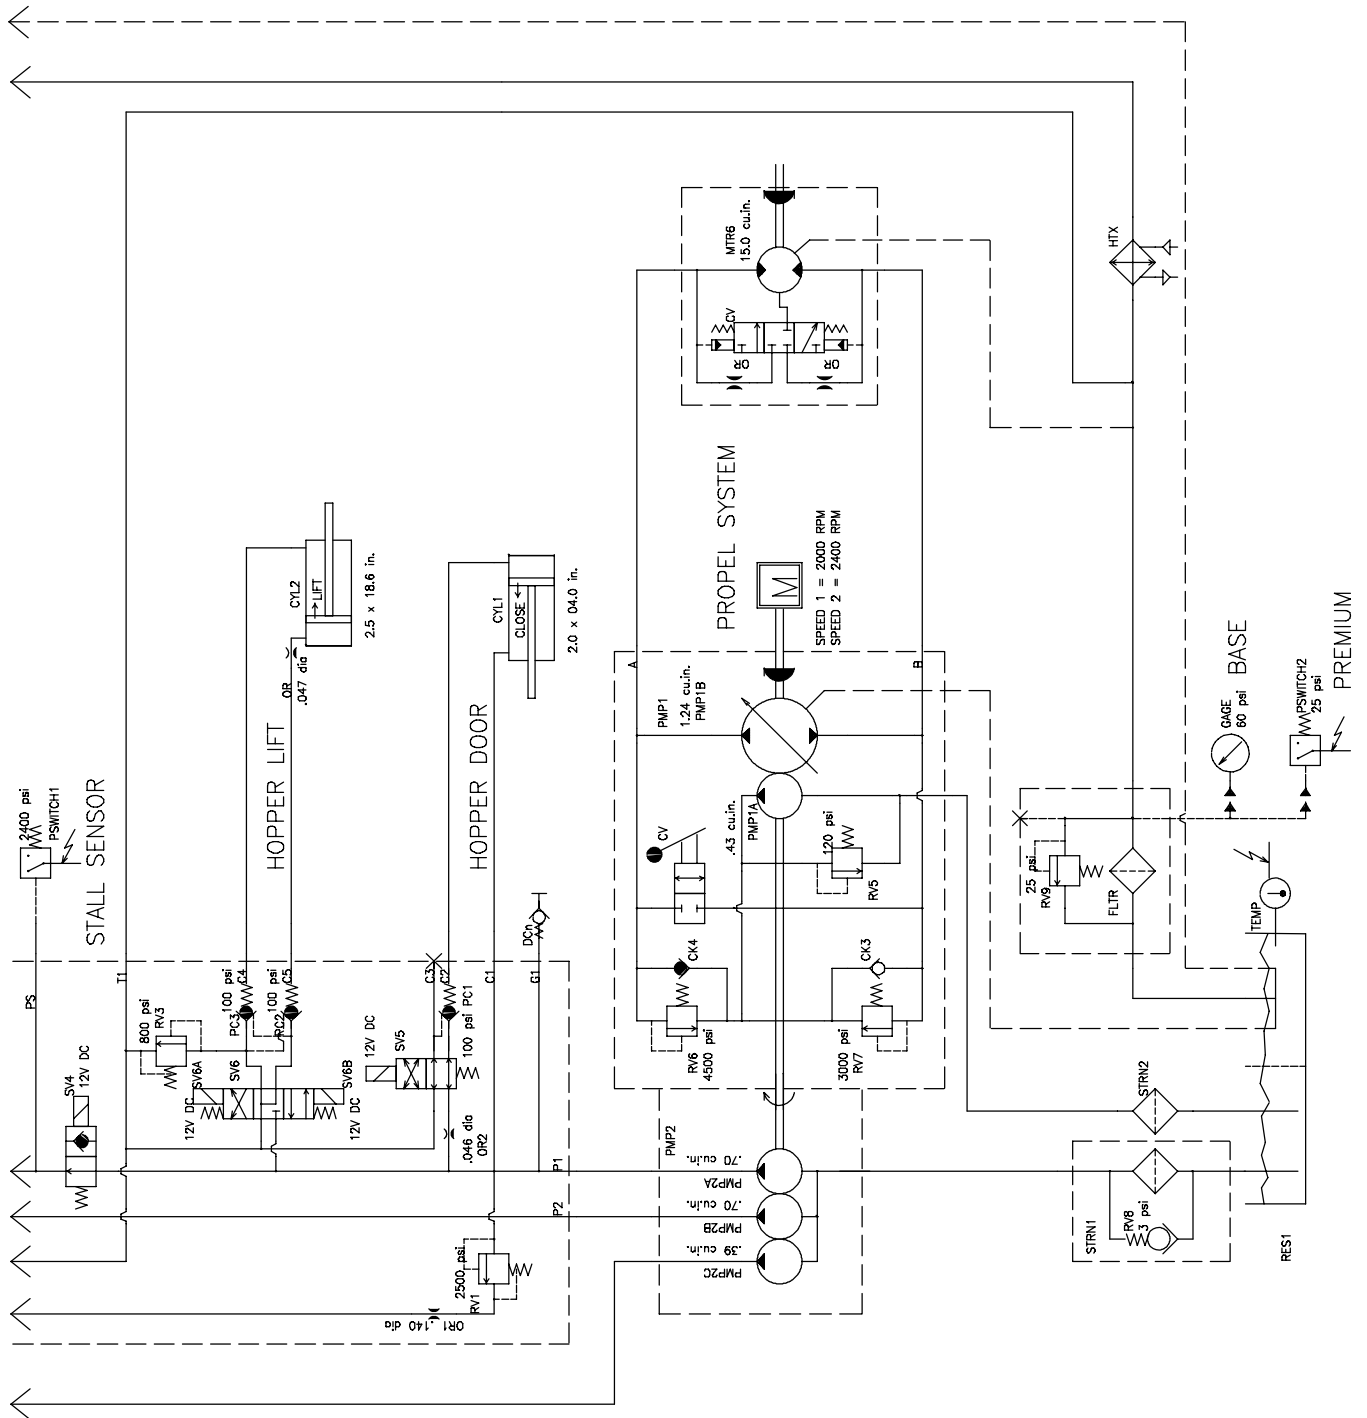 MTR6
15.0 cu.in.
HTX
CV
OR
OR
PROPEL SYSTEM
SPEED 1 = 2000 RPM
SPEED 2 = 2400 RPM
M
CYL2
LIFT
2.5 x 18.6 in.
OR
.047 dia
CYL1
CLOSE
2.0 x 04.0 in.
HOPPER LIFT
HOPPER DOOR
A
B
PMP1
1.24 cu.in.
PMP1B
.43 cu.in.
PMP1A
GAGE
60 psi
BASE
PSWITCH2
25 psi
PREMIUM
2400 psi
PSWITCH1
STALL SENSOR
CV
120 psi
RV5
25 psi
RV9
FLTR
TEMP
DCn
CK4
CK3
PS
T1
C4
C5
C3
C2
C1
G1
100 psi
PC3
100 psi
PC2
800 psi
RV3
PC1
100 psi
12V DC
SV5
RV6
4500 psi
3000 psi
RV7
SV4
12V DC
SV6A
SV6
SV6B
12V DC
12V DC
.046 dia
OR2
PMP2
STRN2
P1
P2
.70 cu.in.
PMP2A
.70 cu.in.
PMP2B
.39 cu.in.
PMP2C
STRN1
RV8
3 psi
RES1
2500 psi
RV1
OR1 .140 dia